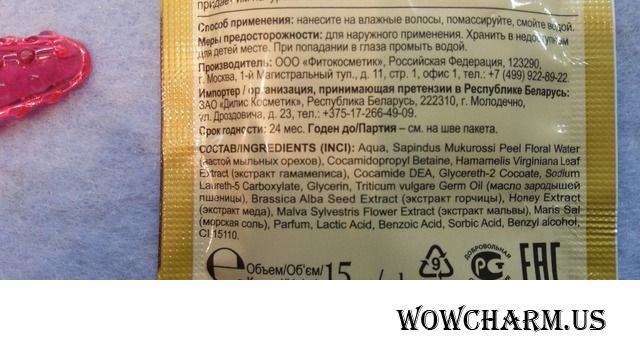 Способ применения: нанесите на влажные волосы, помассируйте, смойте водой.
Меры предосторожности: для наружного применения. Хранить в недоступном
для детей месте. При попадании в глаза промыть водой.
Производитель: ООО «Фитокосметик», Российская Федерация, 123290,
г. Москва, 1-й Магистральный туп., д. 11, стр. 1, офис 1, тел.: +7 (499) 922-89-22.
Импортер / организация, принимающая претензии в Республике Беларусь:
ЗАО «Дилис Косметик», Республика Беларусь, 222310, г. Молодечно,
ул. Дроздовича, д. 23, тел.: +375-17-266-49-09.
Срок годности: 24 мес. Годен до/Партия – см. на шве пакета.
СОСТАВ/INGREDIENTS (INCI): Aqua, Sapindus Mukurossi Peel Floral Water
(настой мыльных орехов), Cocamidopropyl Betaine, Hamamelis Virginiana Leaf
Extract (экстракт гамамелиса), Cocamide DEA, Glycereth-2 Cocoate, Sodium
Laureth-5 Carboxylate, Glycerin, Triticum vulgare Germ Oil (масло зародышей
пшеницы), Brassica Alba Seed Extract (экстракт горчицы), Honey Extract
(экстракт меда), Malva Sylvestris Flower Extract (экстракт мальвы), Maris Sal
(морская соль), Parfum, Lactic Acid, Benzoic Acid, Sorbic Acid, Benzyl alcohol,
CI 15110.
Объем/Об'єм/ 15
9
ДОБРОВОЛЬНАЯ
РСТ
EAC
WOWCHARM.US